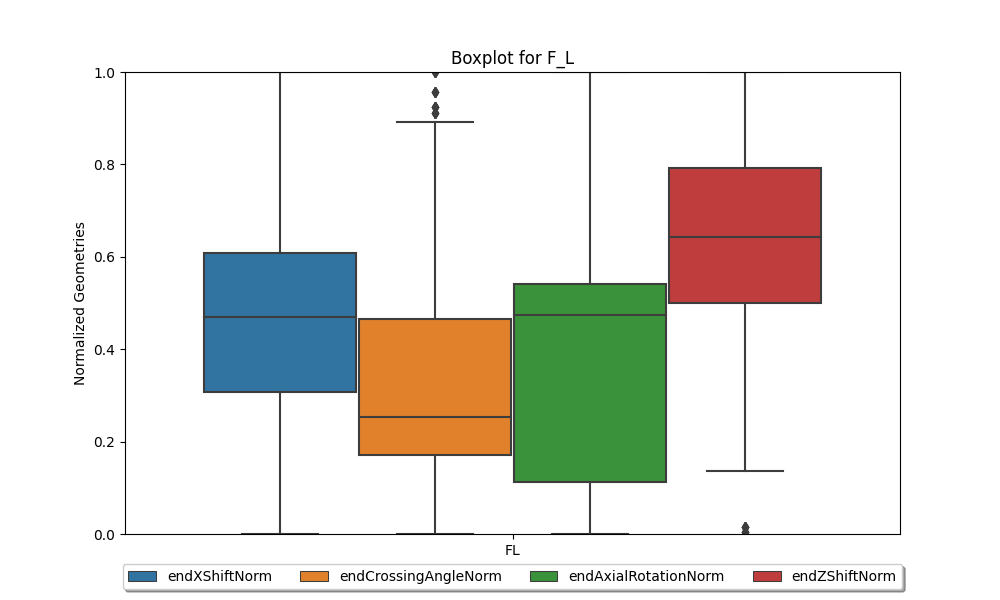 Boxplot for F_L
1.0
0.8
0.6
0.4
0.2
0.0
Normalized Geometries
FL
endXShiftNorm endCrossingAngleNorm endAxialRotationNorm endZShiftNorm